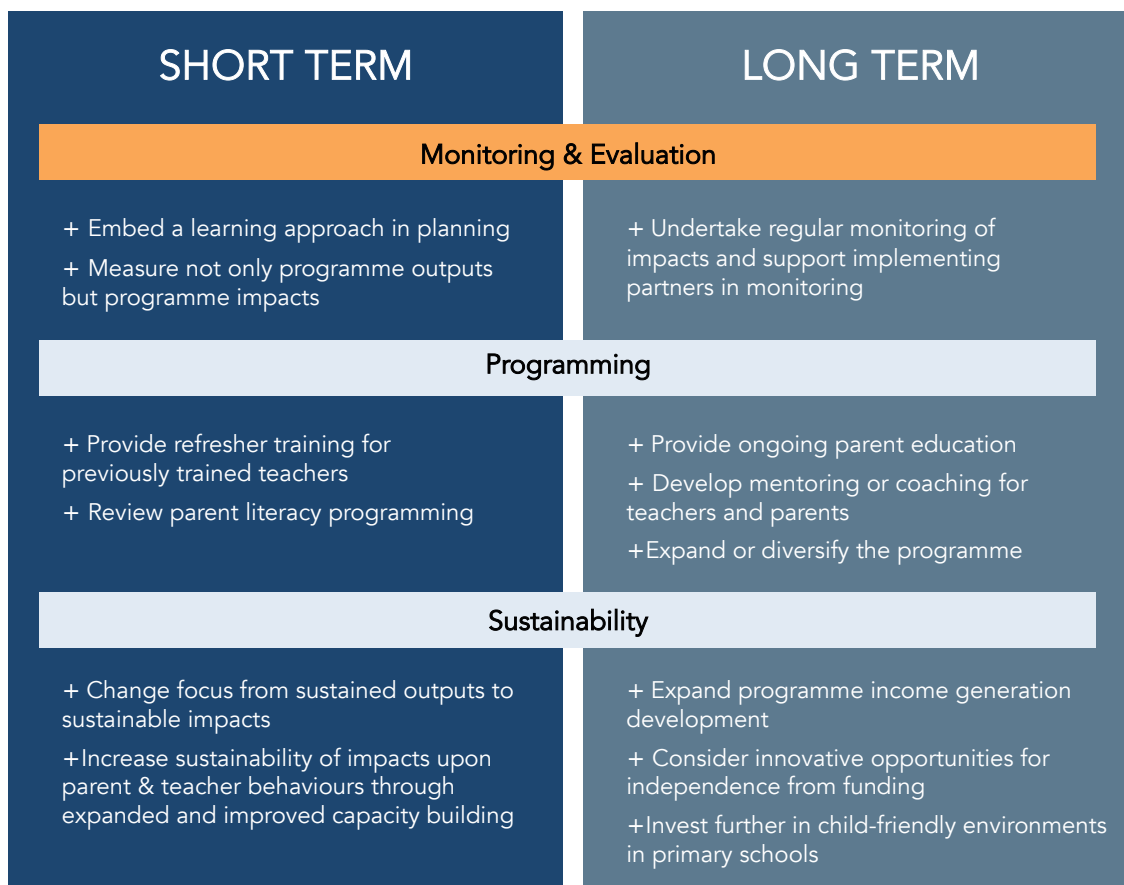 SHORT TERM
LONG TERM
Monitoring & Evaluation
+ Embed a learning approach in planning
+ Measure not only programme outputs
but programme impacts
+ Undertake regular monitoring of
impacts and support implementing
partners in monitoring
Programming
+ Provide refresher training for
previously trained teachers
+ Review parent literacy programming
+ Provide ongoing parent education
+ Develop mentoring or coaching for
teachers and parents
+Expand or diversify the programme
Sustainability
+ Change focus from sustained outputs to
sustainable impacts
+Increase sustainability of impacts upon
parent & teacher behaviours through
expanded and improved capacity building
+ Expand programme income generation
development
+ Consider innovative opportunities for
independence from funding
+Invest further in child-friendly environments
in primary schools